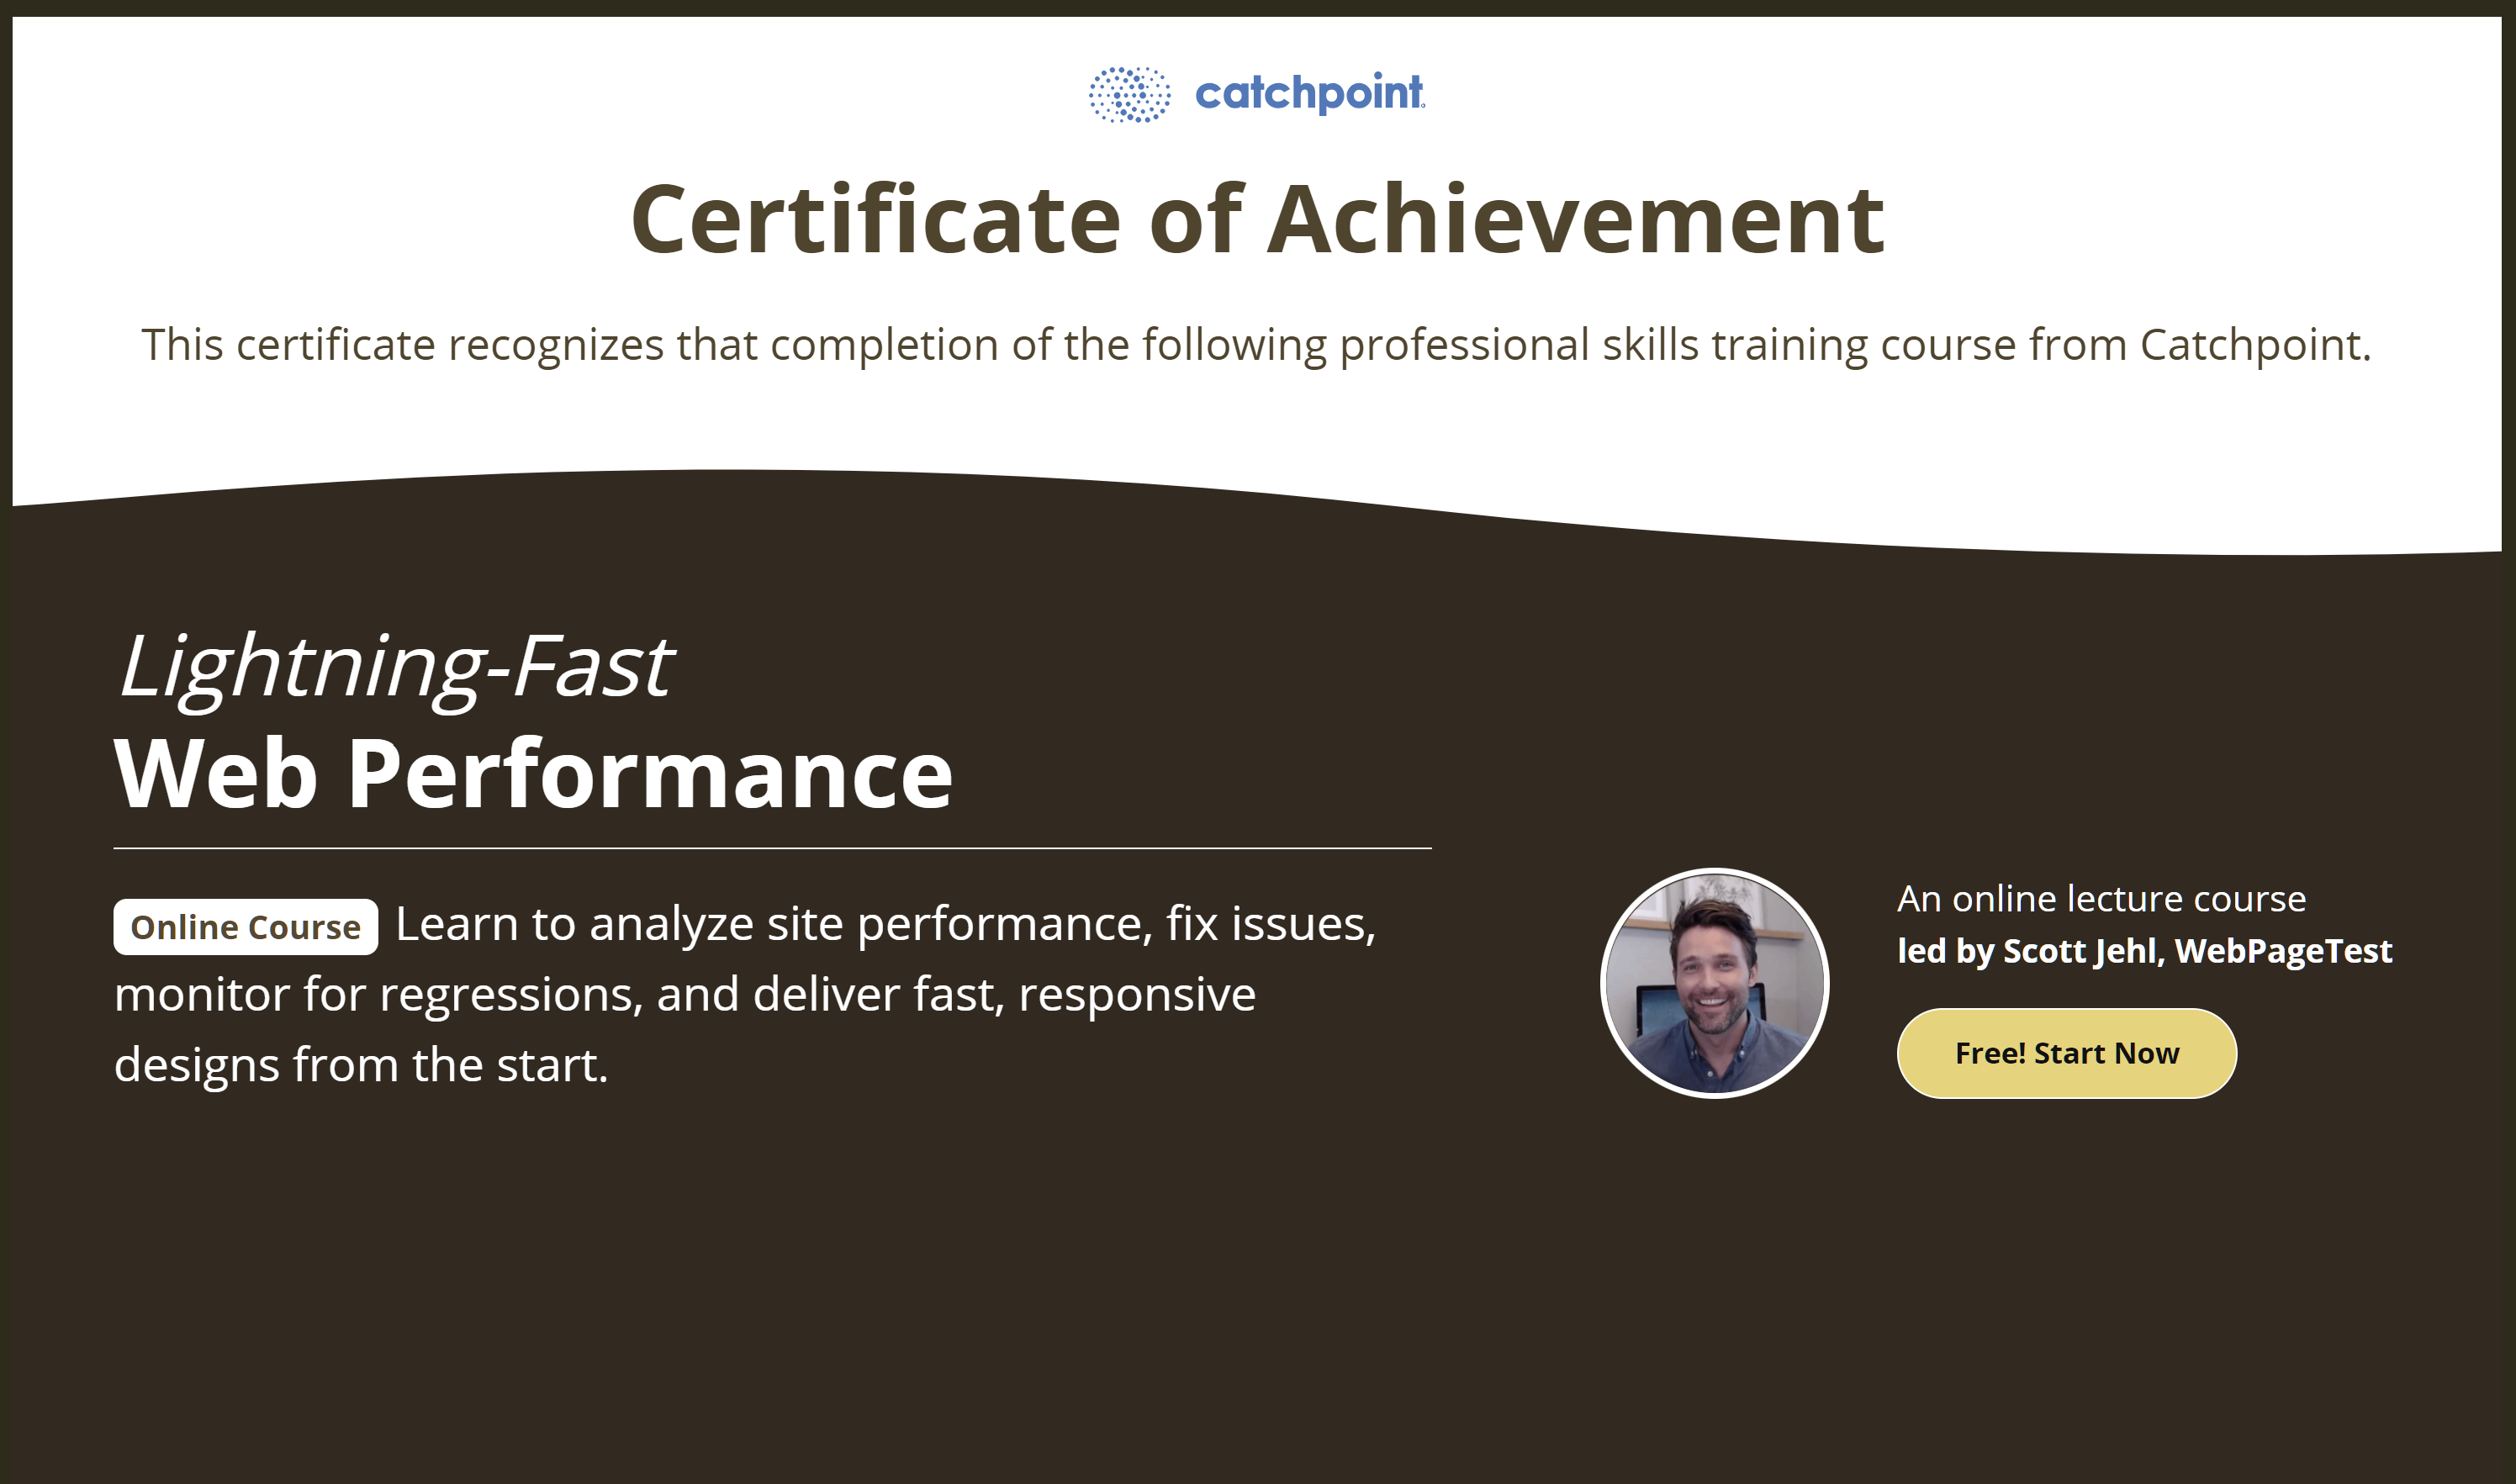 catchpoint
Certificate of Achievement
This certificate recognizes that completion of the following professional skills training course from Catchpoint.
Lightning-Fast
Web Performance
Online Course Learn to analyze site performance, fix issues,
monitor for regressions, and deliver fast, responsive
designs from the start.
An online lecture course
led by Scott Jehl, WebPageTest
Free! Start Now